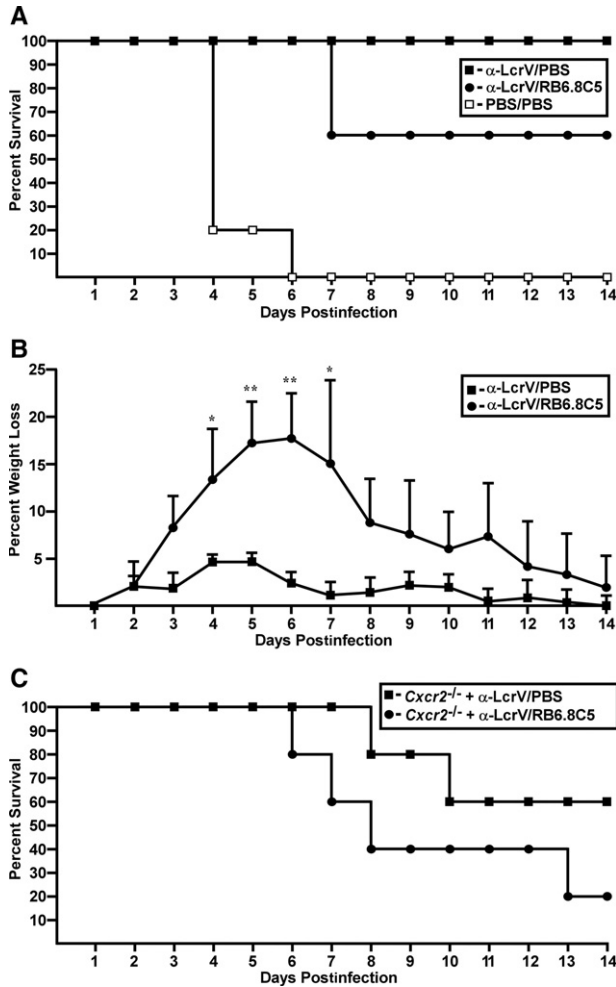 A
Percent Survival
100
90
80
70
60
50
40
30
20
10
■-α-LcrV/PBS
●-α-LcrV/RB6.8C5
□-PBS/PBS
1 2 3 4 5 6 7 8 9 10 11 12 13 14
Days Postinfection
B
Percent Weight Loss
25
20
15
10
5
* ** ** *
■-α-LcrV/PBS
●-α-LcrV/RB6.8C5
1 2 3 4 5 6 7 8 9 10 11 12 13 14
Days Postinfection
C
Percent Survival
100
90
80
70
60
50
40
30
20
10
■-Cxcr2-/- + α-LcrV/PBS
●-Cxcr2-/- + α-LcrV/RB6.8C5
1 2 3 4 5 6 7 8 9 10 11 12 13 14
Days Postinfection